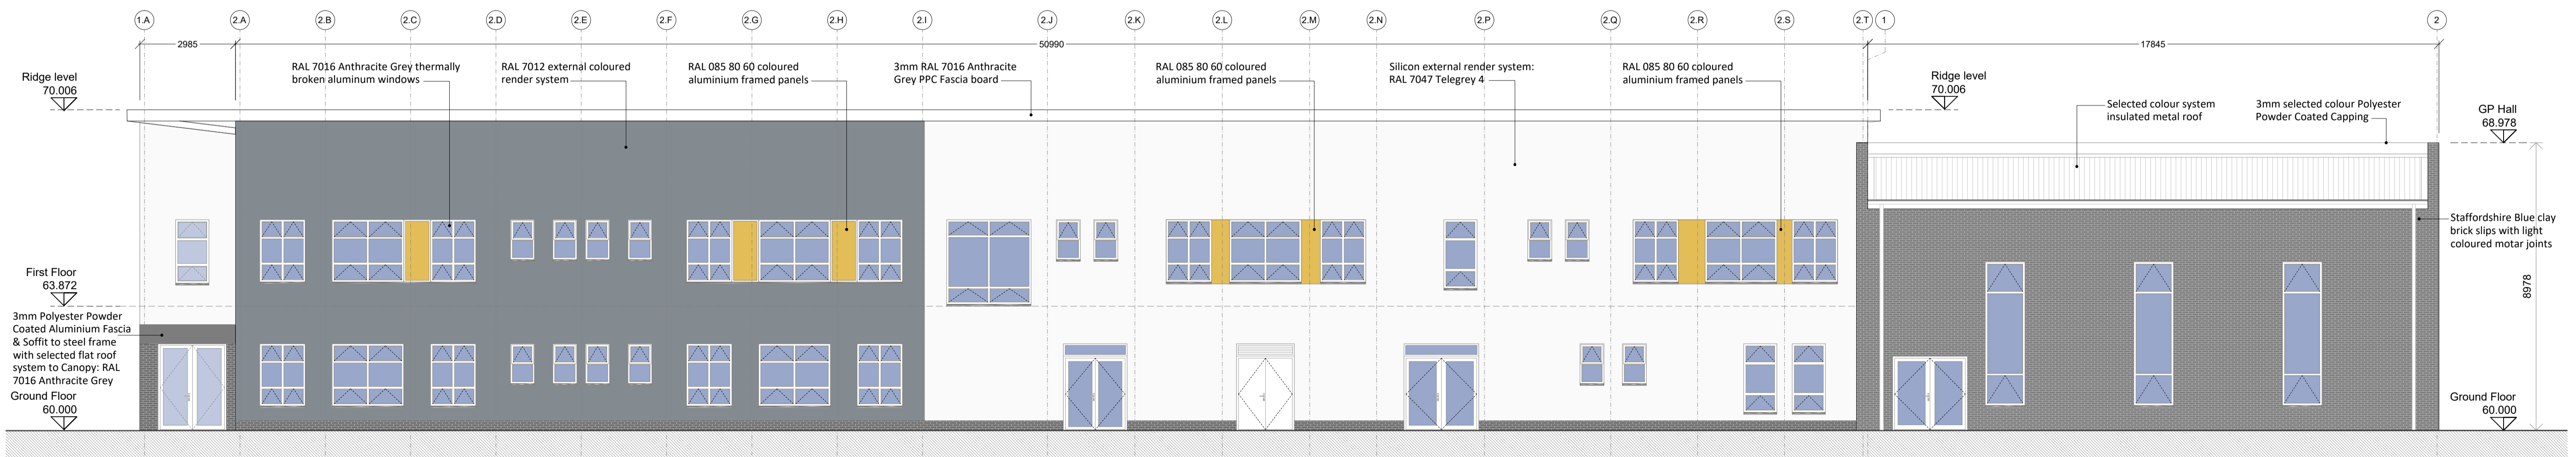 1.A
2.A
2.B
2.C
2.D
2.E
2.F
2.G
2.H
2.I
2.J
2.K
2.L
2.M
2.N
2.P
2.Q
2.R
2.S
2.T
1
2
2985
50990
17845
Ridge level
70.006
RAL 7016 Anthracite Grey thermally
broken aluminum windows
RAL 7012 external coloured
render system
RAL 085 80 60 coloured
aluminium framed panels
3mm RAL 7016 Anthracite
Grey PPC Fascia board
RAL 085 80 60 coloured
aluminium framed panels
Silicon external render system:
RAL 7047 Telegrey 4
RAL 085 80 60 coloured
aluminium framed panels
Ridge level
70.006
Selected colour system
insulated metal roof
3mm selected colour Polyester
Powder Coated Capping
GP Hall
68.978
Staffordshire Blue clay
brick slips with light
coloured motar joints
8978
First Floor
63.872
3mm Polyester Powder
Coated Aluminium Fascia
& Soffit to steel frame
with selected flat roof
system to Canopy: RAL
7016 Anthracite Grey
Ground Floor
60.000
Ground Floor
60.000